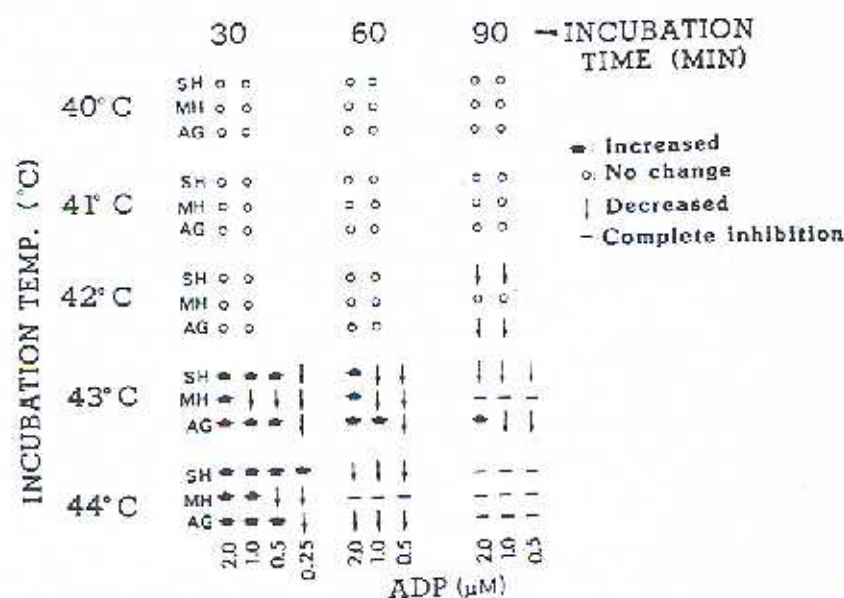 30 60 90 → INCUBATION
TIME (MIN)
SH
40°C MH
AG
Increased
No change
Decreased
Complete inhibition
SH
41°C MH
AG
SH
42°C MH
AG
SH
43°C MH
AG
SH
44°C MH
AG
INCUBATION TEMP. (°C)
2.0 1.0 0.5 0.25 2.0 1.0 0.5 2.0 1.0 0.5
ADP (μM)